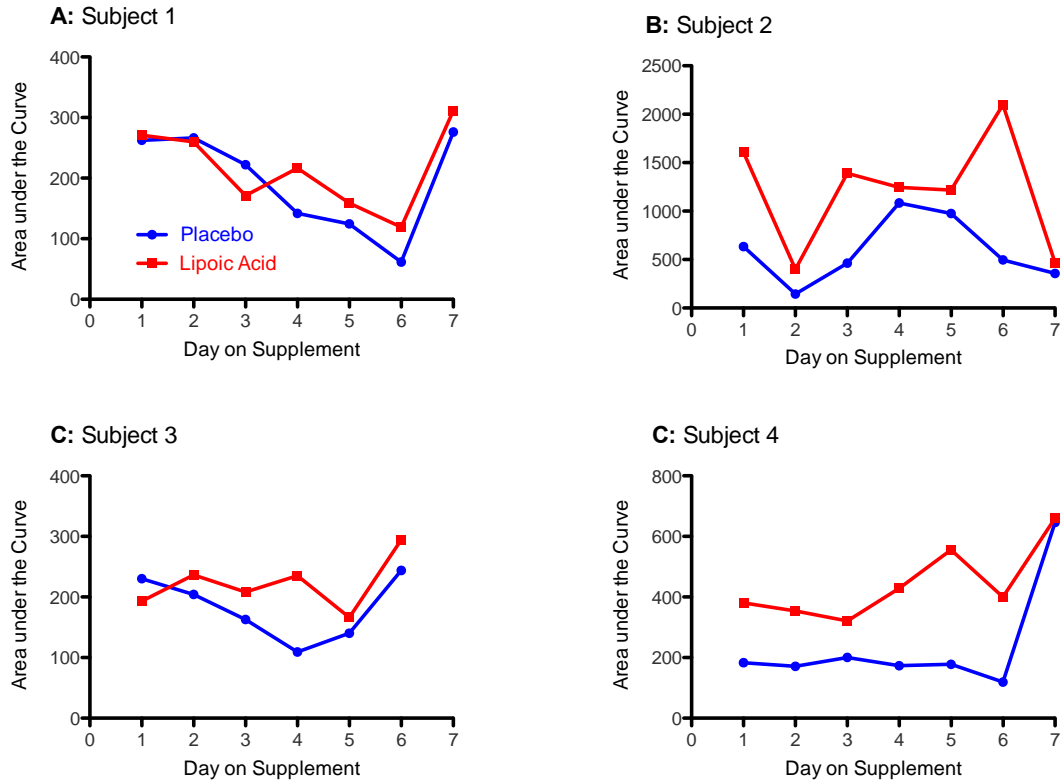 A: Subject 1
400
300
200
100
0
Area under the Curve
Placebo
Lipoic Acid
0 1 2 3 4 5 6 7
Day on Supplement
B: Subject 2
2500
2000
1500
1000
500
0
Area under the Curve
0 1 2 3 4 5 6 7
Day on Supplement
C: Subject 3
400
300
200
100
0
Area under the Curve
0 1 2 3 4 5 6 7
Day on Supplement
C: Subject 4
800
600
400
200
0
Area under the Curve
0 1 2 3 4 5 6 7
Day on Supplement